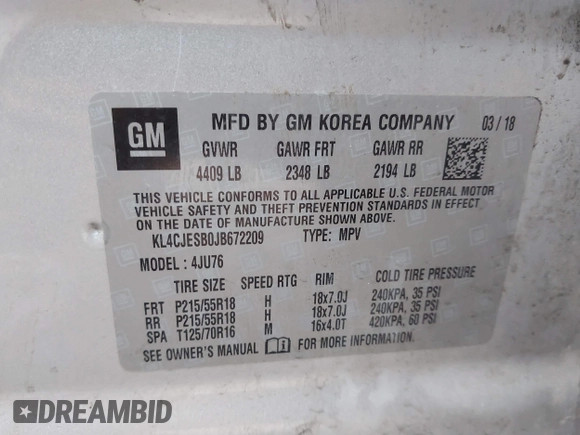 GM
MFD BY GM KOREA COMPANY 03 / 18
GVWR GAWR FRT GAWR RR
4409 LB 2348 LB 2194 LB
THIS VEHICLE CONFORMS TO ALL APPLICABLE U.S. FEDERAL MOTOR
VEHICLE SAFETY AND THEFT PREVENTION STANDARDS IN EFFECT
ON THE DATE OF MANUFACTURE SHOWN ABOVE.
KL4CJESB0JB672209 TYPE: MPV
MODEL : 4JU76
TIRE SIZE SPEED RTG RIM COLD TIRE PRESSURE
FRT P215/55R18 H 18x7.0J 240KPA, 35 PSI
RR P215/55R18 H 18x7.0J 240KPA, 35 PSI
SPA T125/70R16 M 16x4.0T 420KPA, 60 PSI
SEE OWNER'S MANUAL FOR MORE INFORMATION.
DREAMBID